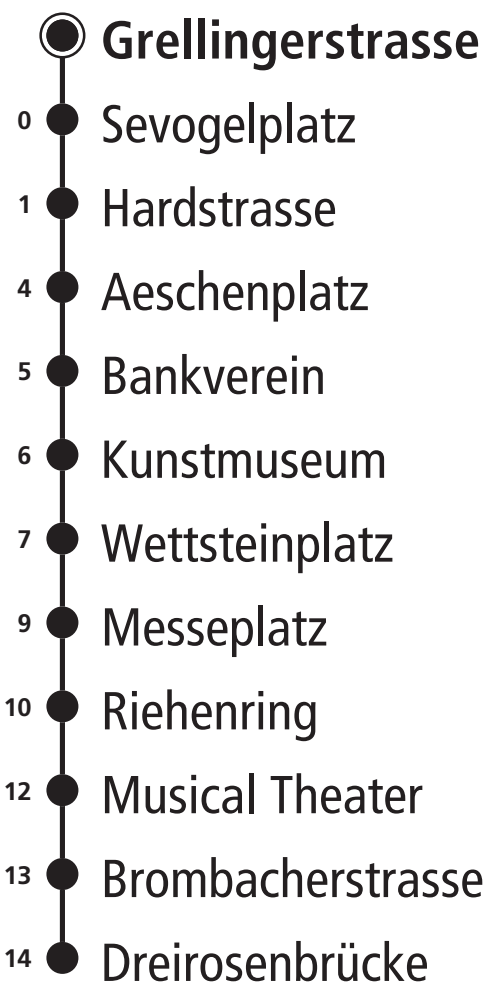 Grellingerstrasse
0 Sevogelplatz
1 Hardstrasse
4 Aeschenplatz
5 Bankverein
6 Kunstmuseum
7 Wettsteinplatz
9 Messeplatz
10 Riehenring
12 Musical Theater
13 Brombacherstrasse
14 Dreirosenbrücke